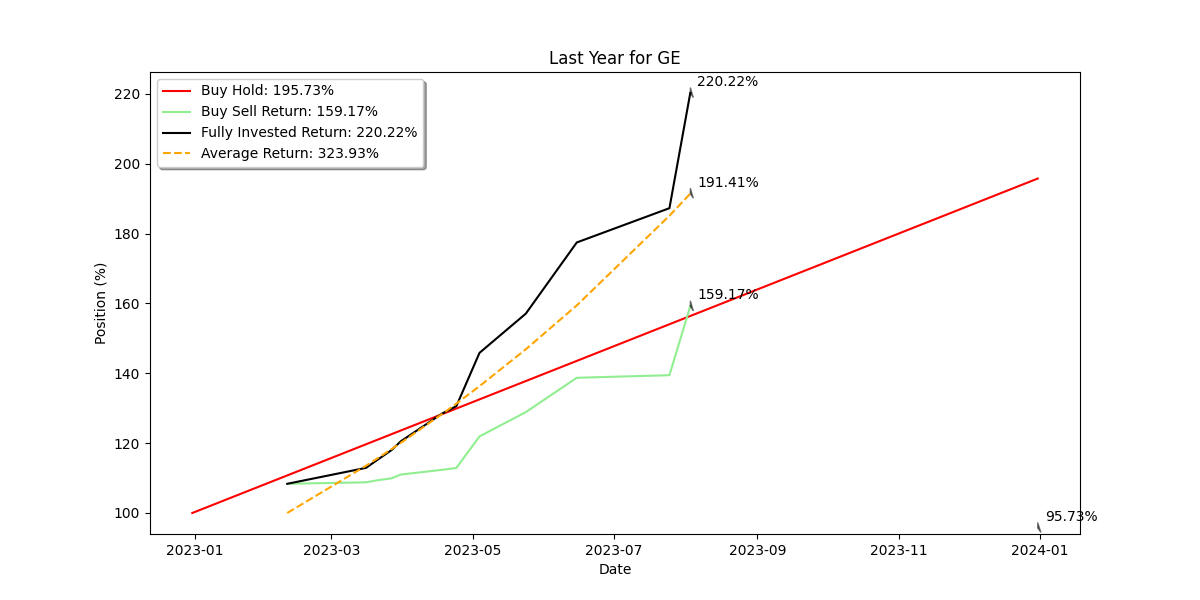 Last Year for GE
Buy Hold: 195.73%
Buy Sell Return: 159.17%
Fully Invested Return: 220.22%
Average Return: 323.93%
220.22%
191.41%
159.17%
95.73%
Position (%)
220
200
180
160
140
120
100
2023-01
2023-03
2023-05
2023-07
2023-09
2023-11
2024-01
Date